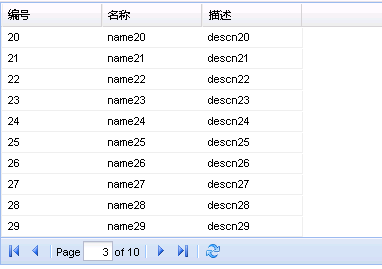 编号 名称 描述
20 name20 descn20
21 name21 descn21
22 name22 descn22
23 name23 descn23
24 name24 descn24
25 name25 descn25
26 name26 descn26
27 name27 descn27
28 name28 descn28
29 name29 descn29
Page 3 of 10